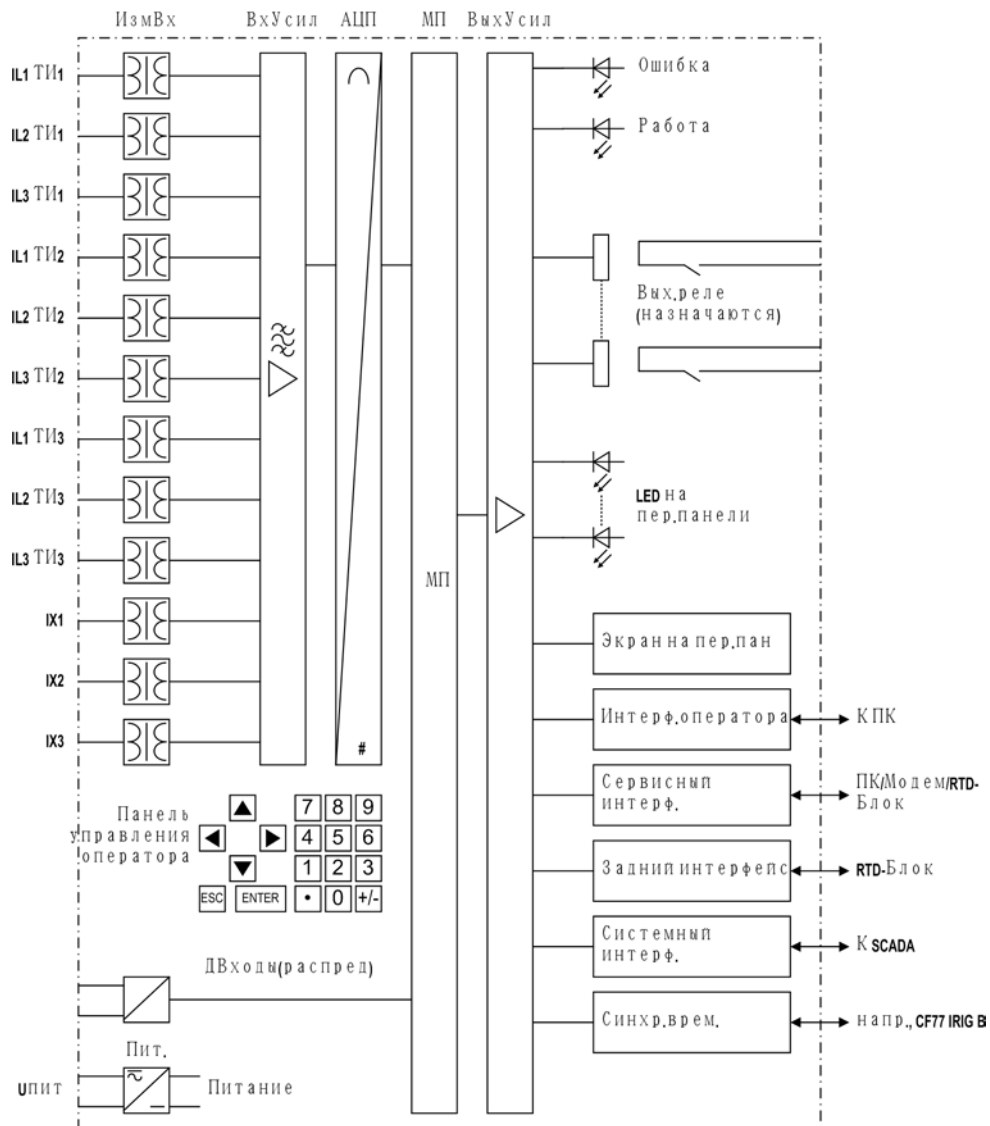 ИзмВх ВхУсил АЦП МП ВыхУсил
IL1 ТИ1
IL2 ТИ1
IL3 ТИ1
IL1 ТИ2
IL2 ТИ2
IL3 ТИ2
IL1 ТИ3
IL2 ТИ3
IL3 ТИ3
IX1
IX2
IX3
#
МП
Ошибка
Работа
Вых.реле
(назначаются)
LED на
пер.панели
Экран на пер.пан
Интерф.оператора
К ПК
Сервисный
интерф.
ПК/Модем/RTD-
Блок
Задний интерфейс
RTD-Блок
Системный
интерф.
К SCADA
Синхр.врем.
напр., CF77 IRIG B
Панель
управления
оператора
7 8 9
4 5 6
1 2 3
ESC ENTER • 0 +/-
ДВходы(распред)
Пит.
Uпит
Питание